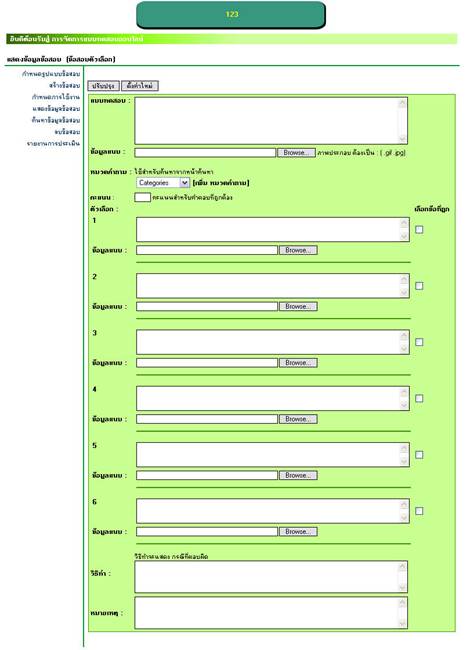 123
ยินดีต้อนรับสู่ การจัดการแบบทดสอบออนไลน์
แสดงข้อมูลข้อสอบ (ข้อสอบตัวเลือก)
กำหนดรูปแบบข้อสอบ
สร้างข้อสอบ
กำหนดการใช้งาน
แสดงข้อมูลข้อสอบ
ค้นหาข้อมูลข้อสอบ
ลบข้อสอบ
รายงานการประเมิน
ปรับปรุง ตั้งค่าใหม่
แบบทดสอบ :
ข้อมูลแนบ : Browse... ภาพประกอบ ต้องเป็น : (.gif .jpg)
หมวดคำถาม : ใช้สำหรับค้นหาจากหน้าค้นหา
Categories [เพิ่ม หมวดคำถาม]
คะแนน : คะแนนสำหรับคำตอบที่ถูกต้อง
ตัวเลือก : เลือกข้อที่ถูก
1
ข้อมูลแนบ : Browse...
2
ข้อมูลแนบ : Browse...
3
ข้อมูลแนบ : Browse...
4
ข้อมูลแนบ : Browse...
5
ข้อมูลแนบ : Browse...
6
ข้อมูลแนบ : Browse...
วิธีทำจะแสดง กรณีที่ตอบผิด
วิธีทำ :
หมายเหตุ :